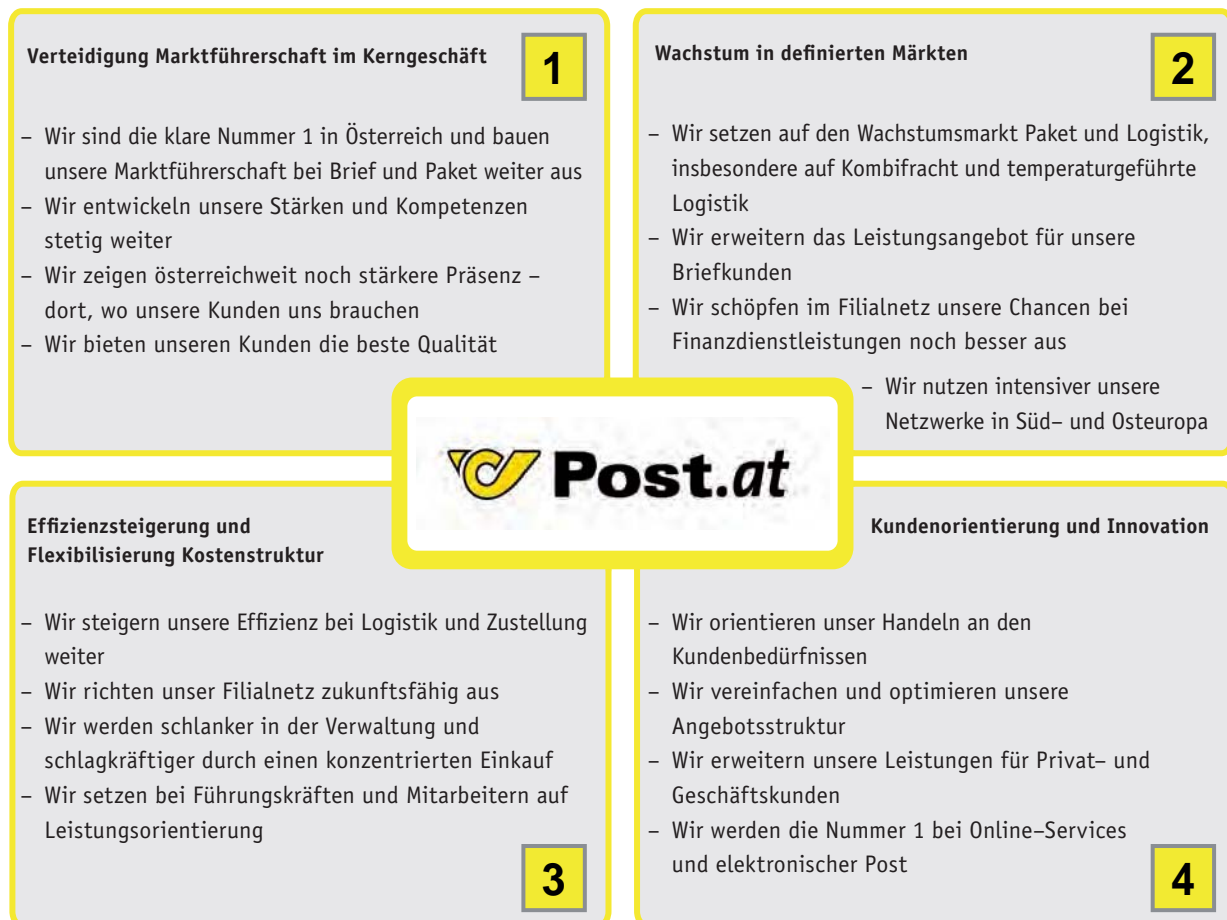 Verteidigung Marktführerschaft im Kerngeschäft
1
– Wir sind die klare Nummer 1 in Österreich und bauen
unsere Marktführerschaft bei Brief und Paket weiter aus
– Wir entwickeln unsere Stärken und Kompetenzen
stetig weiter
– Wir zeigen österreichweit noch stärkere Präsenz –
dort, wo unsere Kunden uns brauchen
– Wir bieten unseren Kunden die beste Qualität
Wachstum in definierten Märkten
2
– Wir setzen auf den Wachstumsmarkt Paket und Logistik,
insbesondere auf Kombifracht und temperaturgeführte
Logistik
– Wir erweitern das Leistungsangebot für unsere
Briefkunden
– Wir schöpfen im Filialnetz unsere Chancen bei
Finanzdienstleistungen noch besser aus
– Wir nutzen intensiver unsere
Netzwerke in Süd– und Osteuropa
Post.at
Effizienzsteigerung und
Flexibilisierung Kostenstruktur
– Wir steigern unsere Effizienz bei Logistik und Zustellung
weiter
– Wir richten unser Filialnetz zukunftsfähig aus
– Wir werden schlanker in der Verwaltung und
schlagkräftiger durch einen konzentrierten Einkauf
– Wir setzen bei Führungskräften und Mitarbeitern auf
Leistungsorientierung
3
Kundenorientierung und Innovation
– Wir orientieren unser Handeln an den
Kundenbedürfnissen
– Wir vereinfachen und optimieren unsere
Angebotsstruktur
– Wir erweitern unsere Leistungen für Privat– und
Geschäftskunden
– Wir werden die Nummer 1 bei Online–Services
und elektronischer Post
4